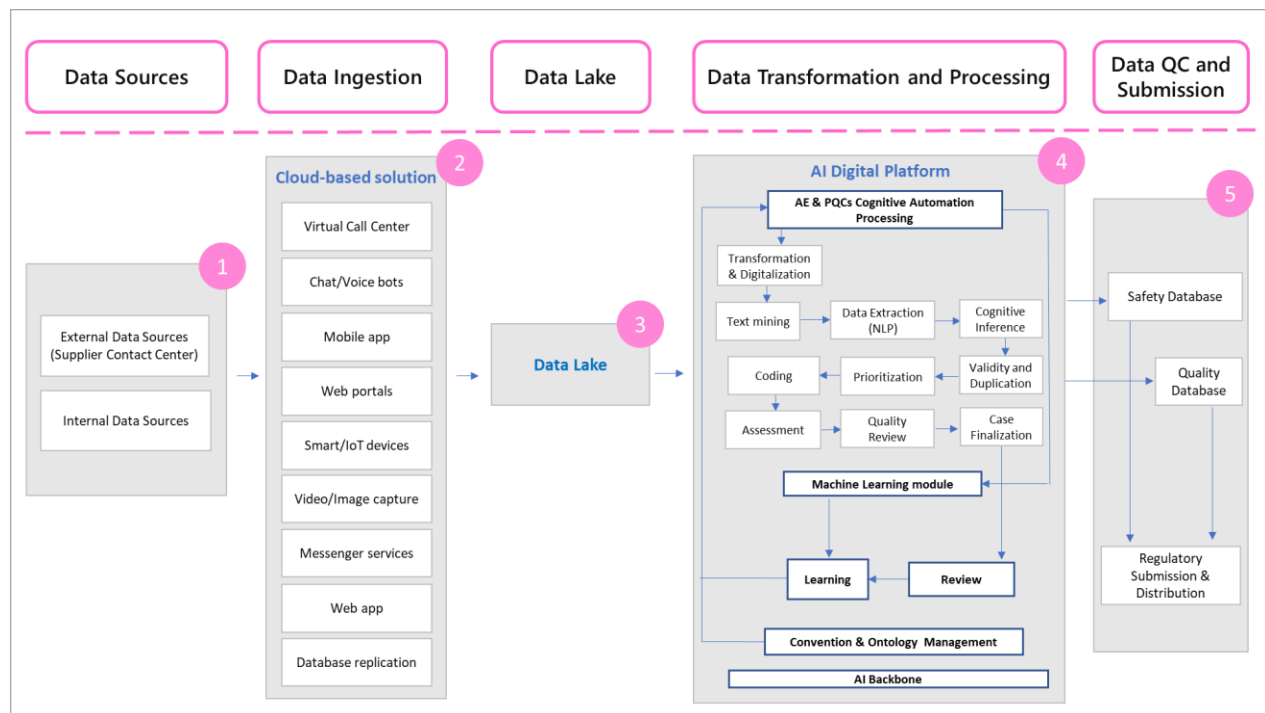 Data Sources
Data Ingestion
Data Lake
Data Transformation and Processing
Data QC and
Submission
1
External Data Sources
(Supplier Contact Center)
Internal Data Sources
2
Cloud-based solution
Virtual Call Center
Chat/Voice bots
Mobile app
Web portals
Smart/IoT devices
Video/Image capture
Messenger services
Web app
Database replication
3
Data Lake
4
AI Digital Platform
AE & PQCs Cognitive Automation
Processing
Transformation
& Digitalization
Text mining
Data Extraction
(NLP)
Cognitive
Inference
Coding
Prioritization
Validity and
Duplication
Assessment
Quality
Review
Case
Finalization
Machine Learning module
Learning
Review
Convention & Ontology Management
AI Backbone
5
Safety Database
Quality
Database
Regulatory
Submission &
Distribution